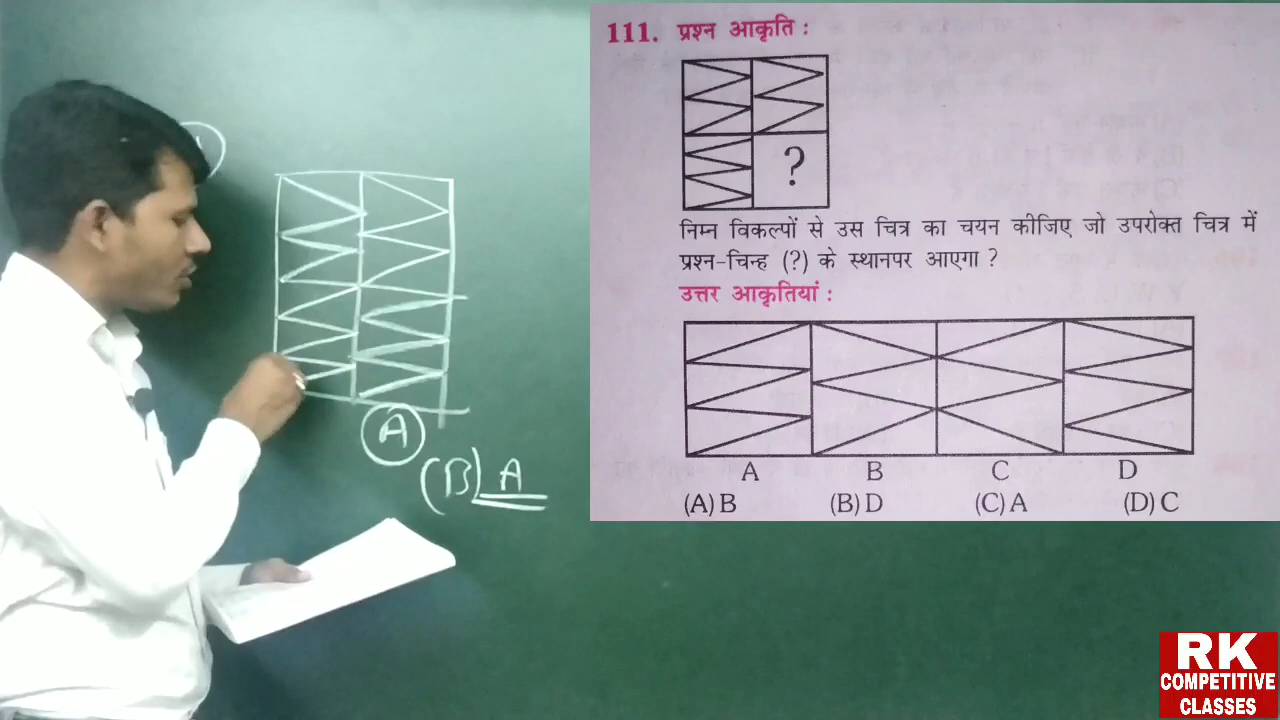 111. प्रश्न आकृति :
?
निम्न विकल्पों से उस चित्र का चयन कीजिए जो उपरोक्त चित्र में
प्रश्न-चिन्ह (?) के स्थानपर आएगा ?
उत्तर आकृतियां :
A B C D
(A) B (B) D (C) A (D) C
A
(B) A
RK
COMPETITIVE
CLASSES